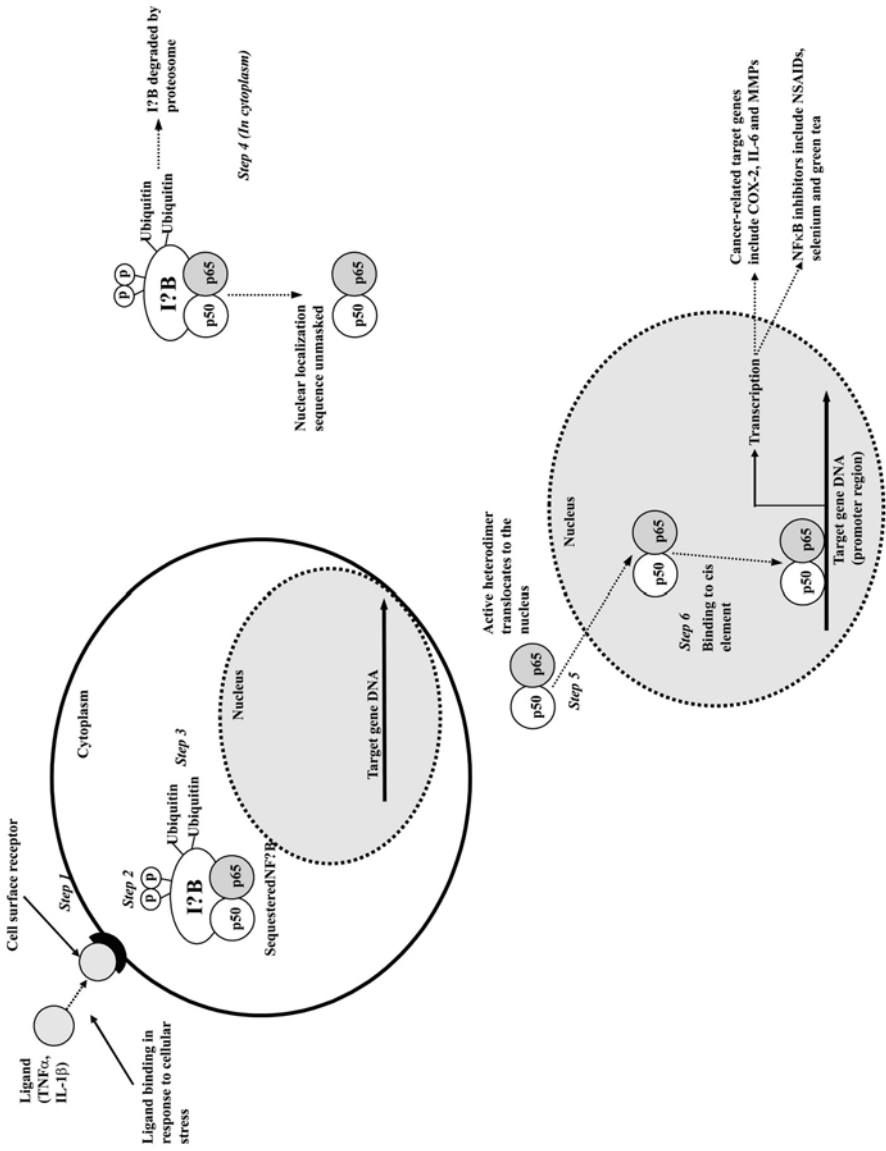 Cell surface receptor
Ligand
(TNFα,
IL-1β)
Ligand binding in
response to cellular
stress
Step 1
Cytoplasm
Step 2
P P
I?B
Ubiquitin
Ubiquitin
Step 3
p50 p65
SequesteredNF?B
Nucleus
Target gene DNA
P P
I?B
Ubiquitin
Ubiquitin
p50 p65
I?B degraded by
proteosome
Step 4 (In cytoplasm)
Nuclear localization
sequence unmasked
p50 p65
Active heterodimer
translocates to the
nucleus
p50 p65
Step 5
Nucleus
p50 p65
Step 6
Binding to cis
element
p50 p65
Target gene DNA
(promoter region)
Transcription
Cancer-related target genes
include COX-2, IL-6 and MMPs
NFκB inhibitors include NSAIDs,
selenium and green tea